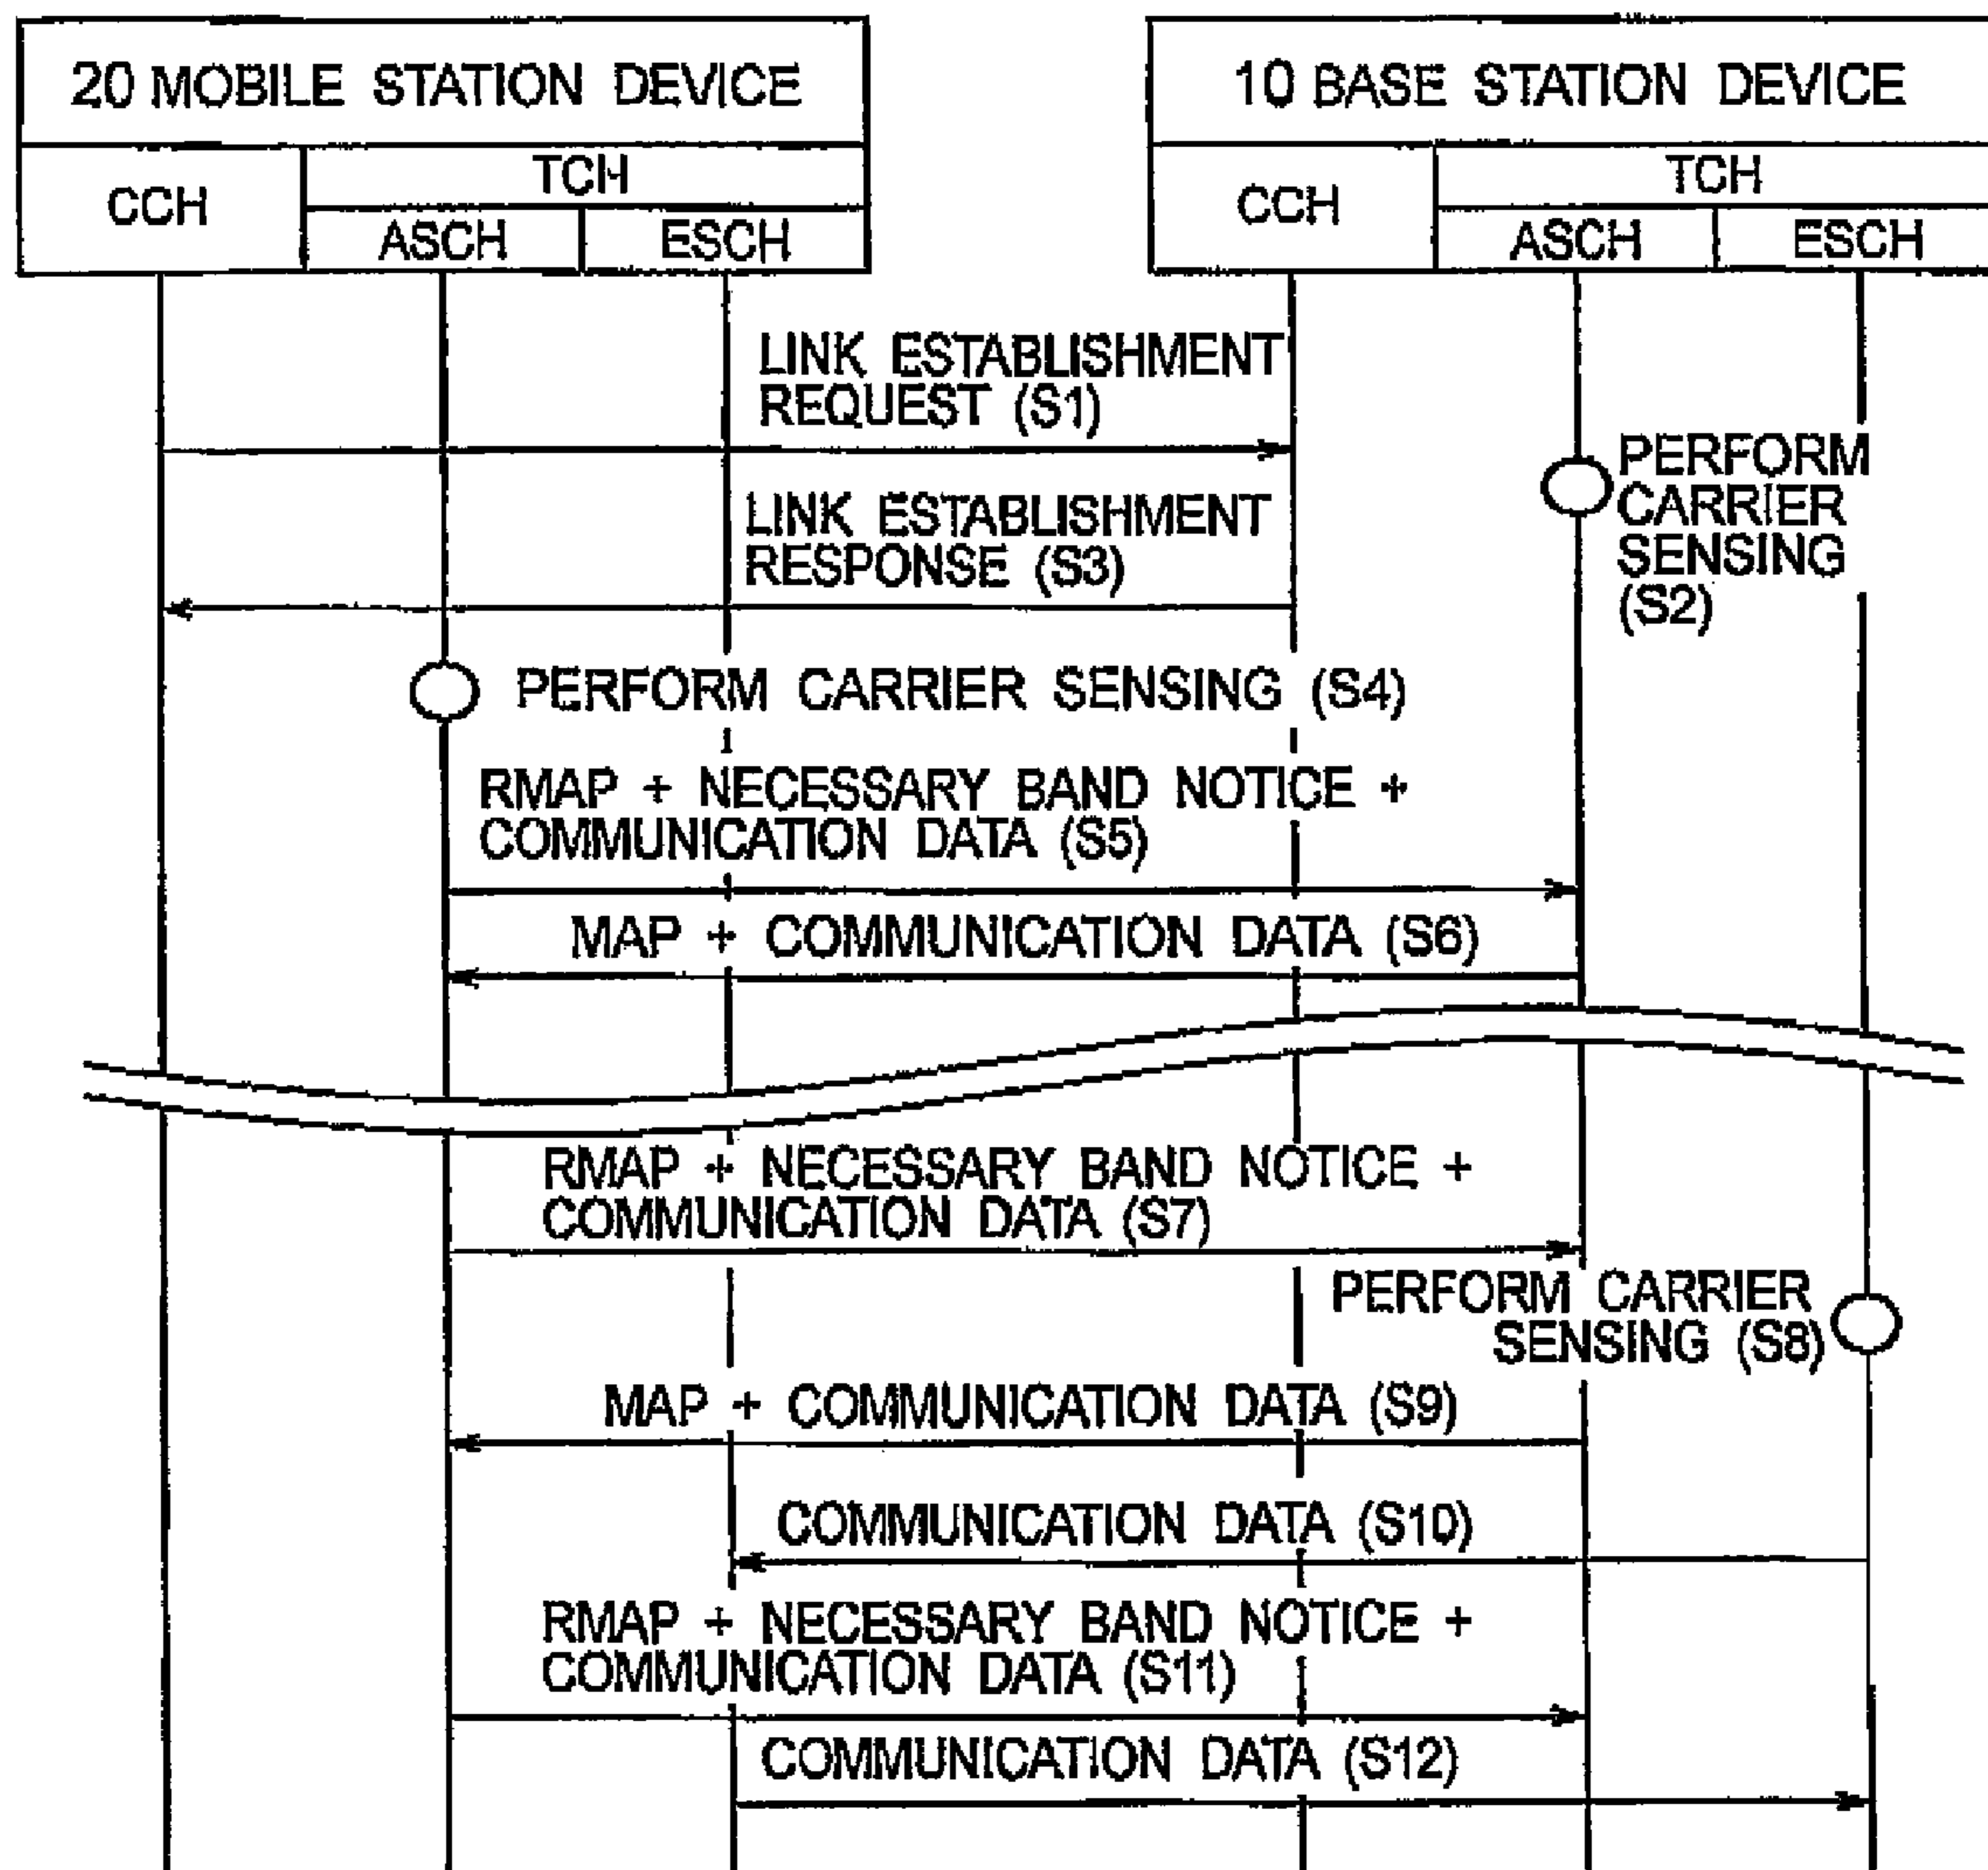 20 MOBILE STATION DEVICE
10 BASE STATION DEVICE
CCH
TCH
ASCH
ESCH
CCH
TCH
ASCH
ESCH
LINK ESTABLISHMENT
REQUEST (S1)
PERFORM
CARRIER
SENSING
(S2)
LINK ESTABLISHMENT
RESPONSE (S3)
PERFORM CARRIER SENSING (S4)
RMAP + NECESSARY BAND NOTICE +
COMMUNICATION DATA (S5)
MAP + COMMUNICATION DATA (S6)
RMAP + NECESSARY BAND NOTICE +
COMMUNICATION DATA (S7)
PERFORM CARRIER
SENSING (S8)
MAP + COMMUNICATION DATA (S9)
COMMUNICATION DATA (S10)
RMAP + NECESSARY BAND NOTICE +
COMMUNICATION DATA (S11)
COMMUNICATION DATA (S12)